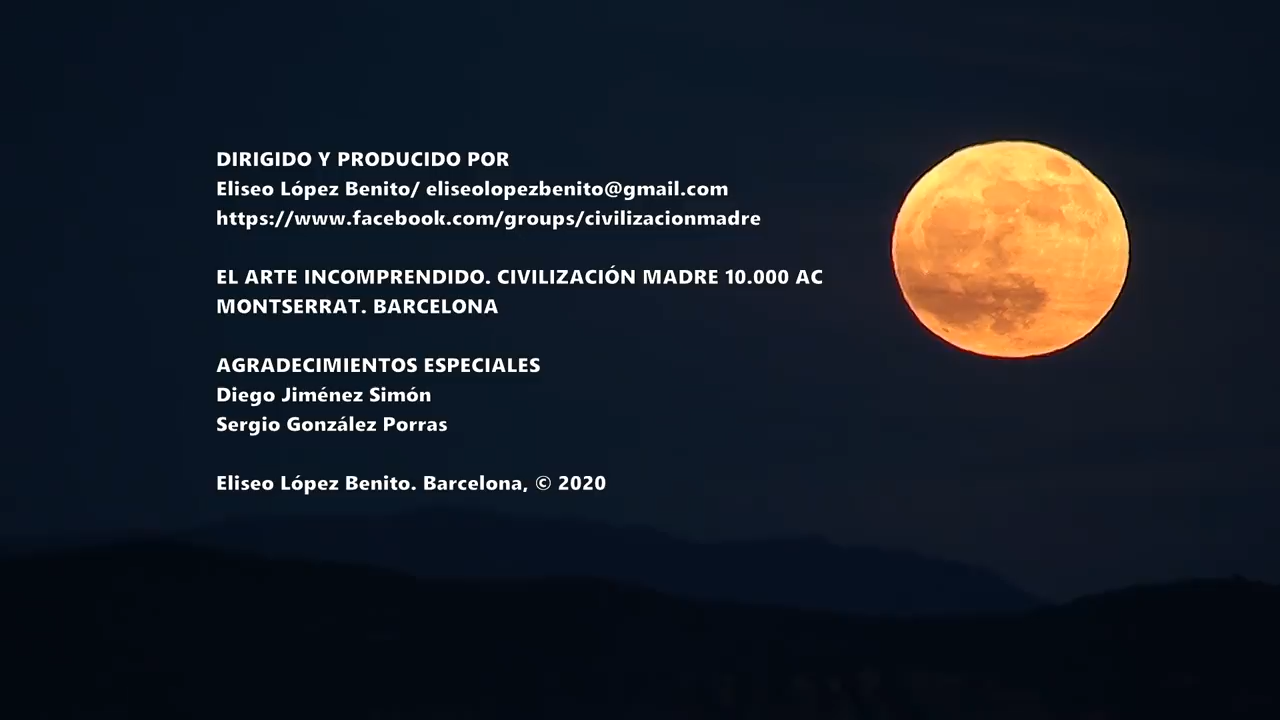 DIRIGIDO Y PRODUCIDO POR
Eliseo López Benito/ eliseolopezbenito@gmail.com
https://www.facebook.com/groups/civilizacionmadre
EL ARTE INCOMPRENDIDO. CIVILIZACIÓN MADRE 10.000 AC
MONTSERRAT. BARCELONA
AGRADECIMIENTOS ESPECIALES
Diego Jiménez Simón
Sergio González Porras
Eliseo López Benito. Barcelona, © 2020